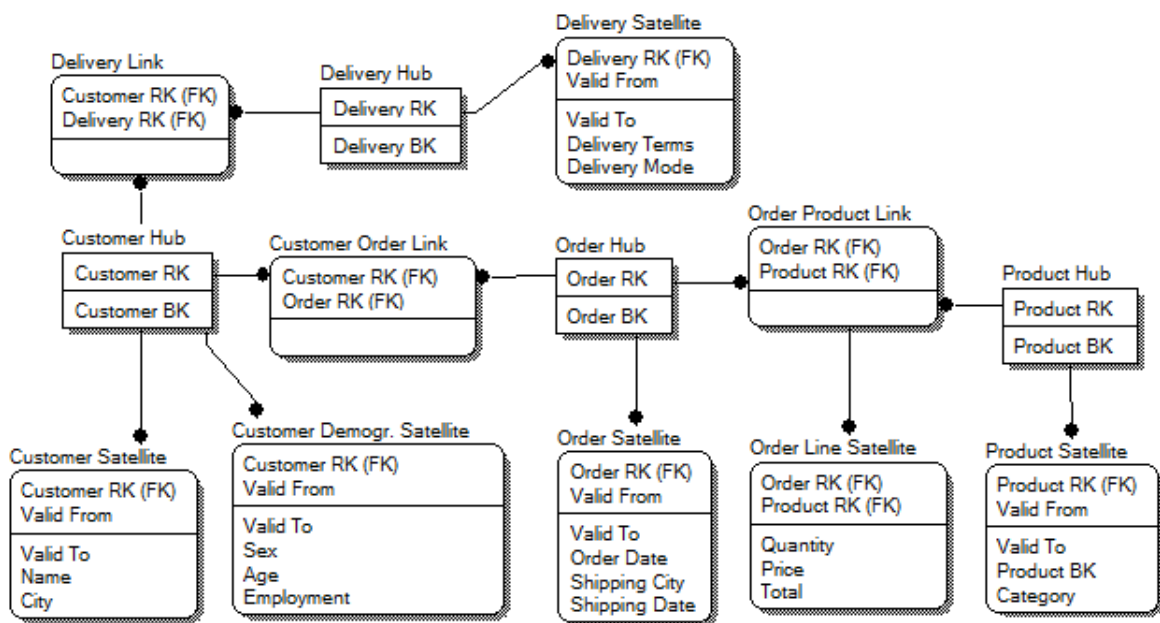 Delivery Satellite
Delivery RK (FK)
Valid From
Valid To
Delivery Terms
Delivery Mode
Delivery Link
Customer RK (FK)
Delivery RK (FK)
Delivery Hub
Delivery RK
Delivery BK
Customer Hub
Customer RK
Customer BK
Customer Order Link
Customer RK (FK)
Order RK (FK)
Order Hub
Order RK
Order BK
Order Product Link
Order RK (FK)
Product RK (FK)
Product Hub
Product RK
Product BK
Customer Satellite
Customer RK (FK)
Valid From
Valid To
Name
City
Customer Demogr. Satellite
Customer RK (FK)
Valid From
Valid To
Sex
Age
Employment
Order Satellite
Order RK (FK)
Valid From
Valid To
Order Date
Shipping City
Shipping Date
Order Line Satellite
Order RK (FK)
Product RK (FK)
Quantity
Price
Total
Product Satellite
Product RK (FK)
Valid From
Valid To
Product BK
Category